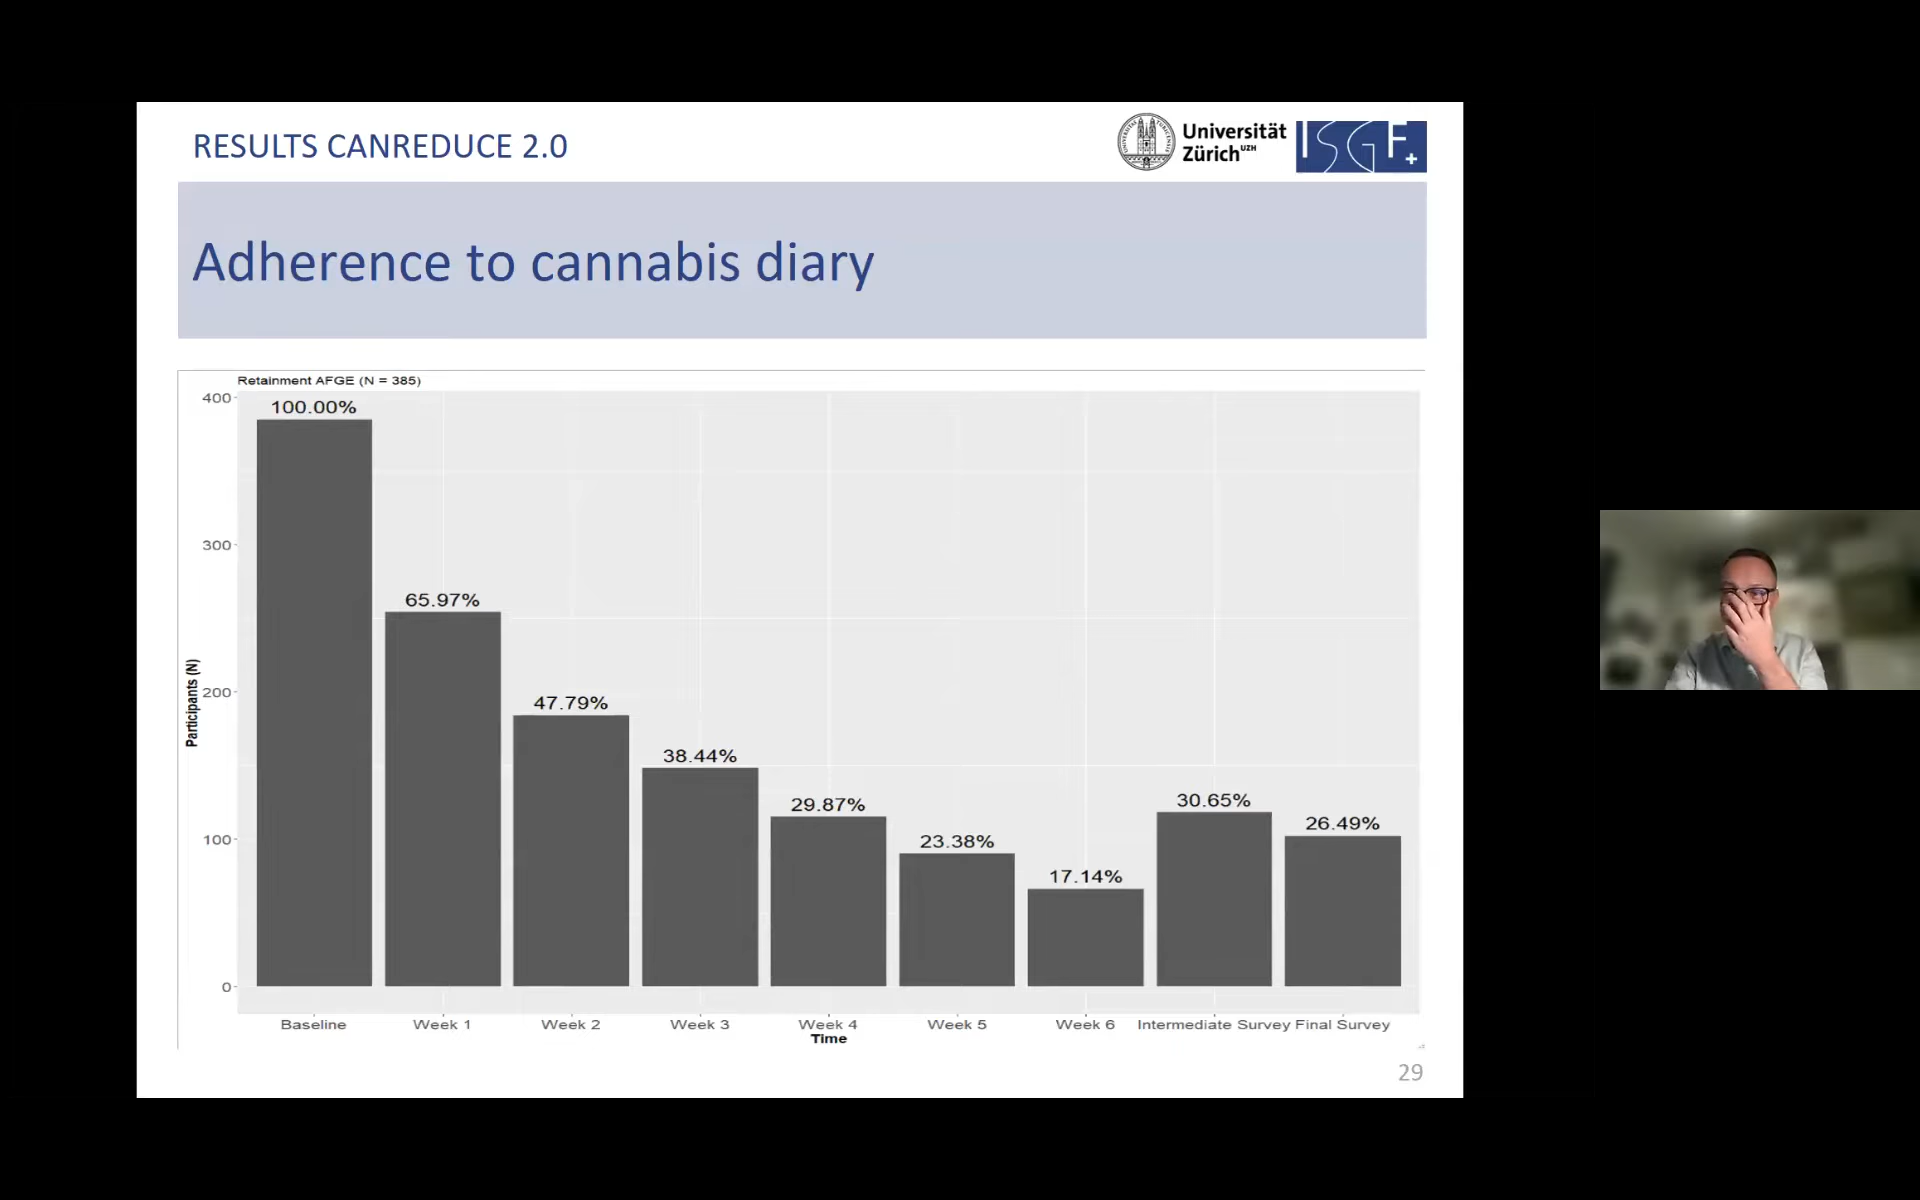 RESULTS CANREDUCE 2.0
Universität
Zürich UZH
ISGF
Adherence to cannabis diary
Retainment AFGE (N = 385)
400
300
200
100
0
Participants (N)
100.00%
65.97%
47.79%
38.44%
29.87%
23.38%
17.14%
30.65%
26.49%
Baseline
Week 1
Week 2
Week 3
Week 4
Week 5
Week 6
Intermediate Survey
Final Survey
Time
29